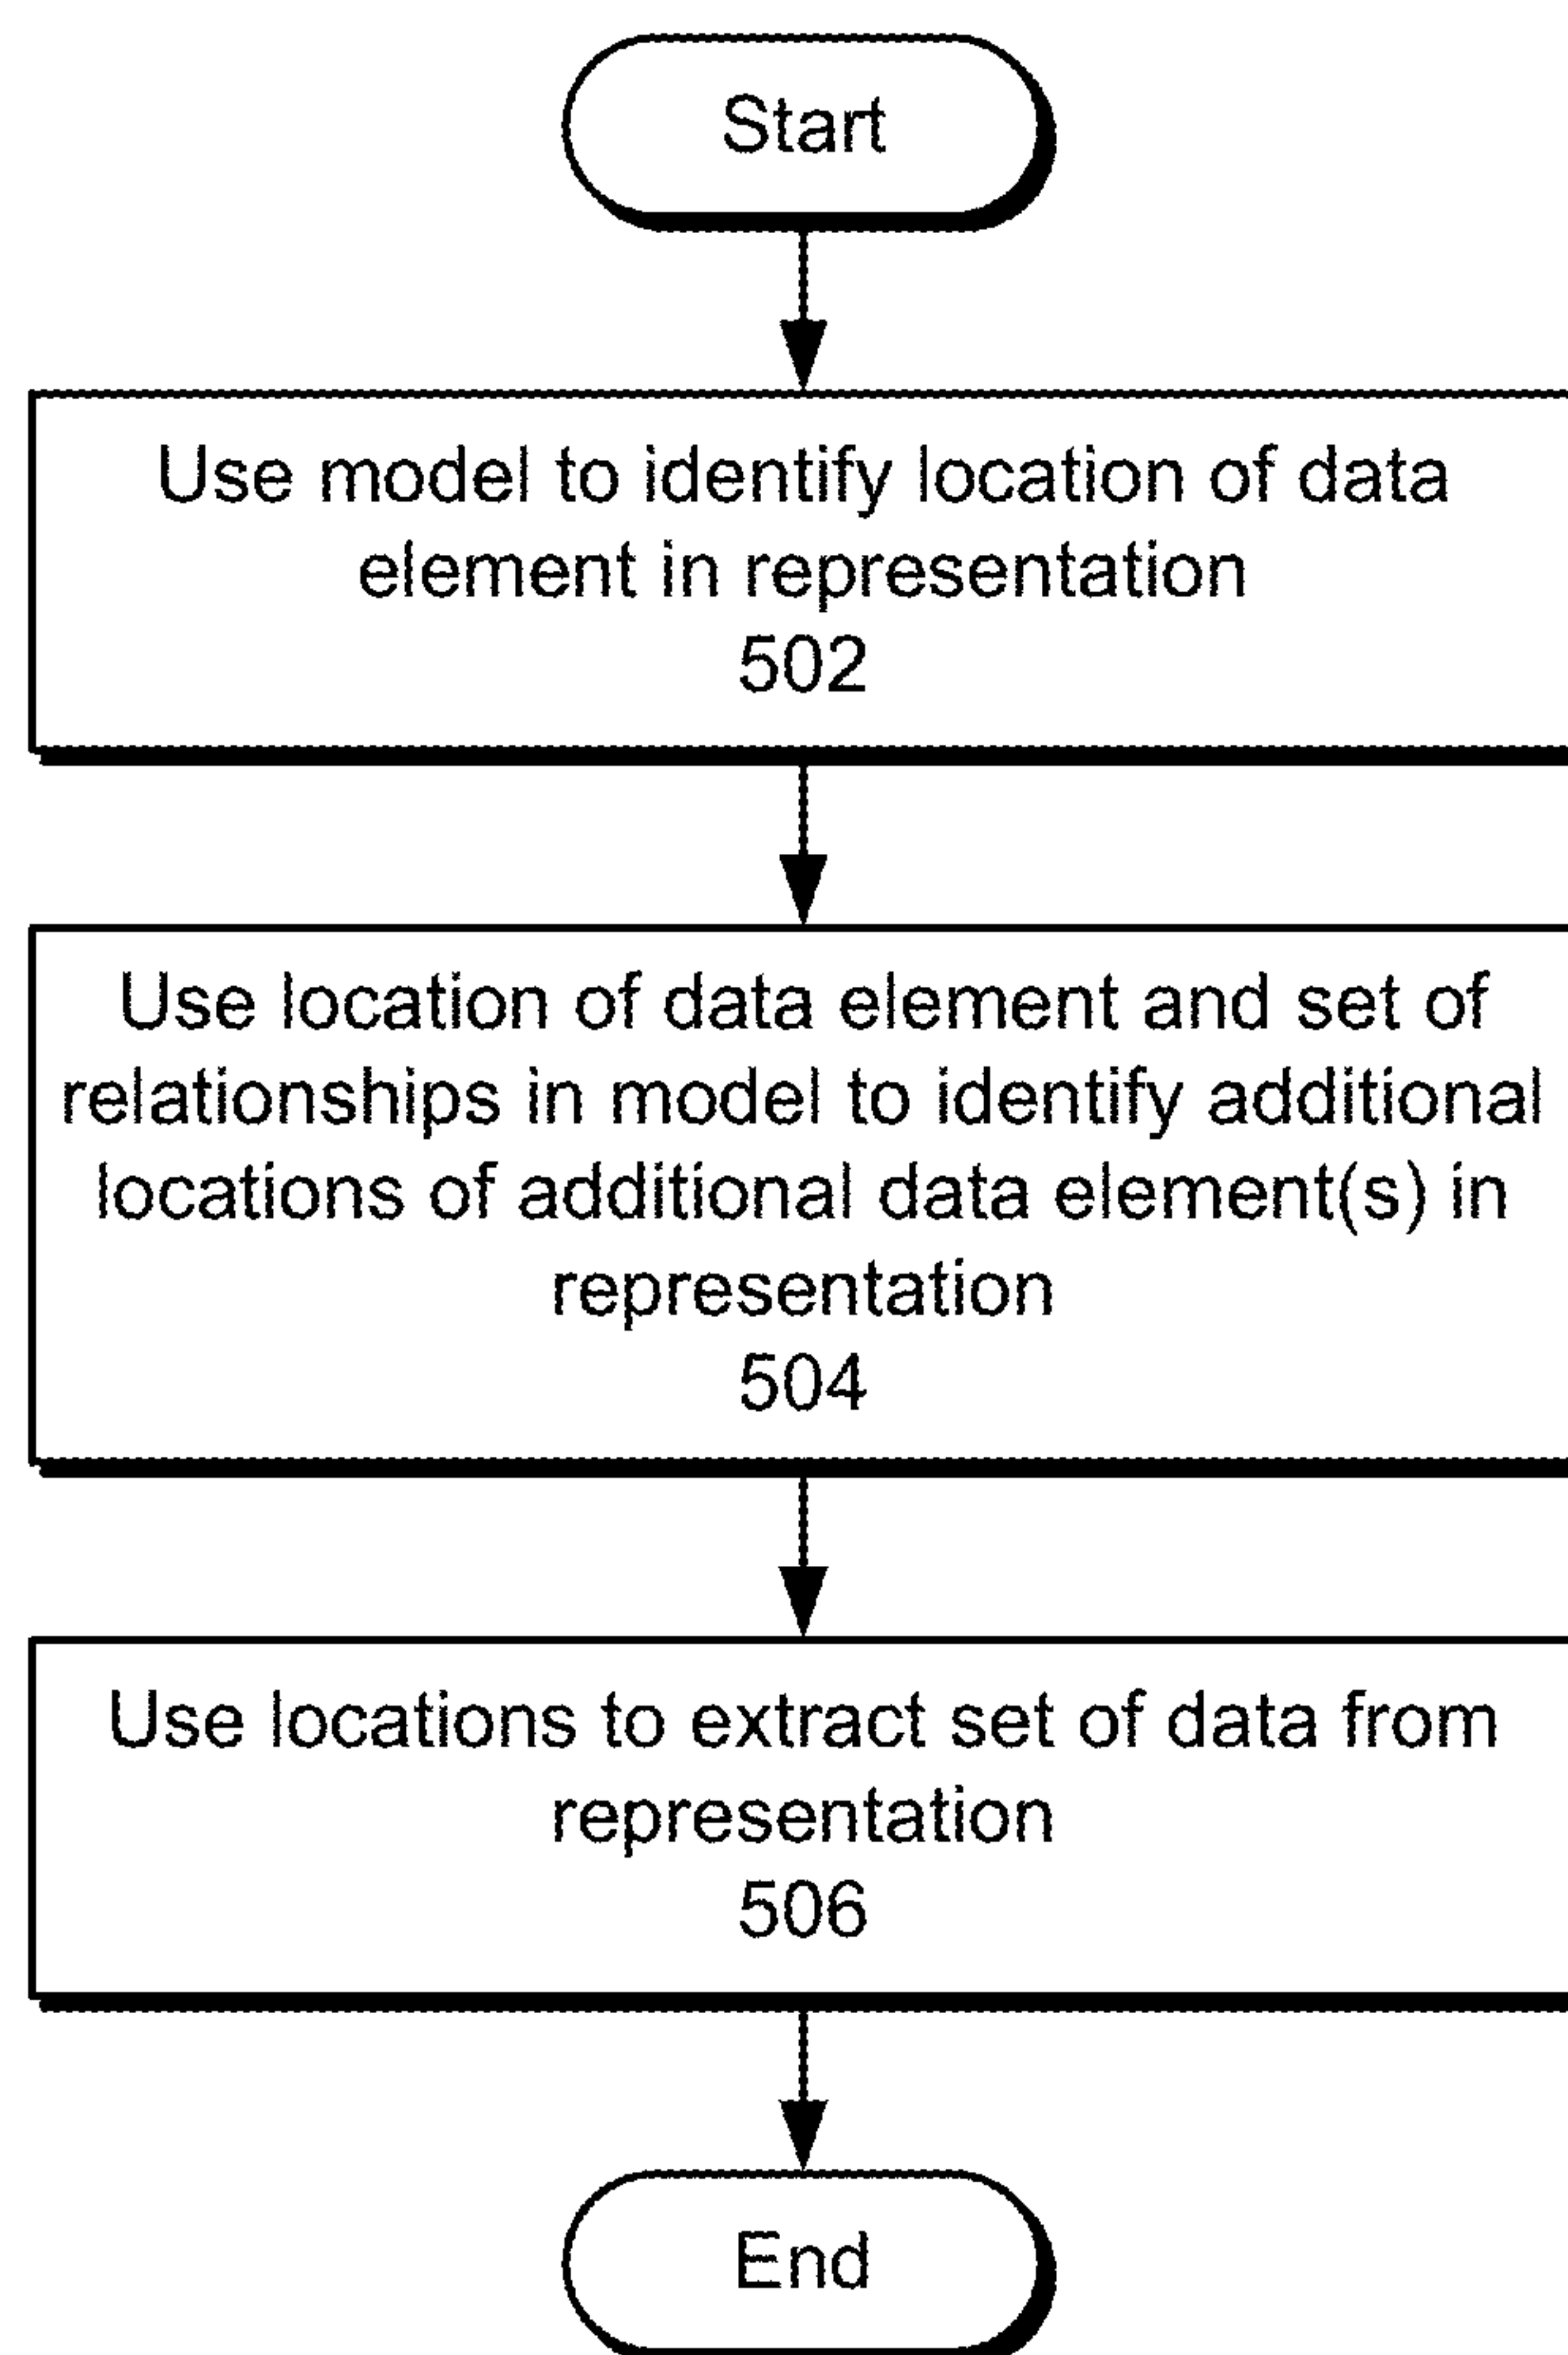 Start
Use model to identify location of data
element in representation
502
Use location of data element and set of
relationships in model to identify additional
locations of additional data element(s) in
representation
504
Use locations to extract set of data from
representation
506
End